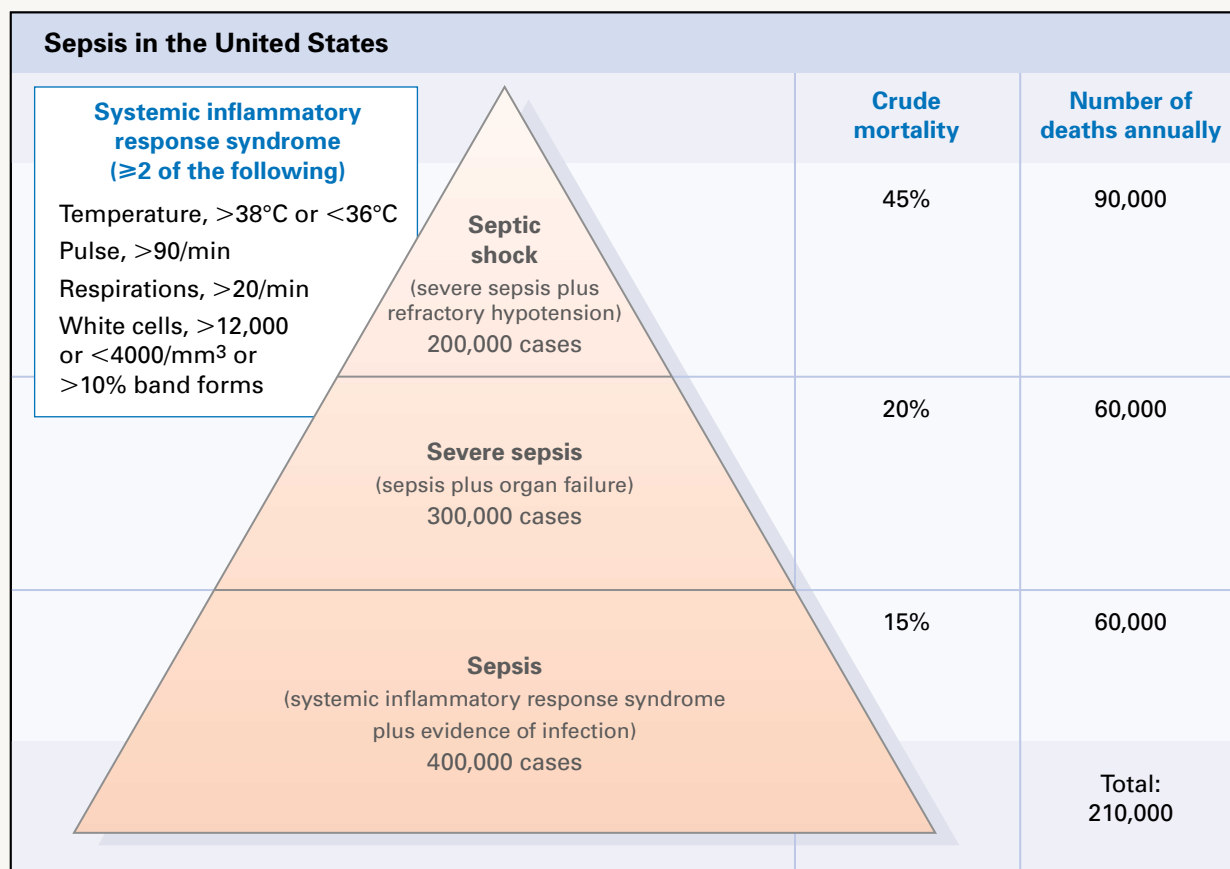 Sepsis in the United States
Systemic inflammatory
response syndrome
(≥2 of the following)
Temperature, >38°C or <36°C
Pulse, >90/min
Respirations, >20/min
White cells, >12,000
or <4000/mm³ or
>10% band forms
Crude
mortality
Number of
deaths annually
Septic
shock
(severe sepsis plus
refractory hypotension)
200,000 cases
45%
90,000
Severe sepsis
(sepsis plus organ failure)
300,000 cases
20%
60,000
Sepsis
(systemic inflammatory response syndrome
plus evidence of infection)
400,000 cases
15%
60,000
Total:
210,000